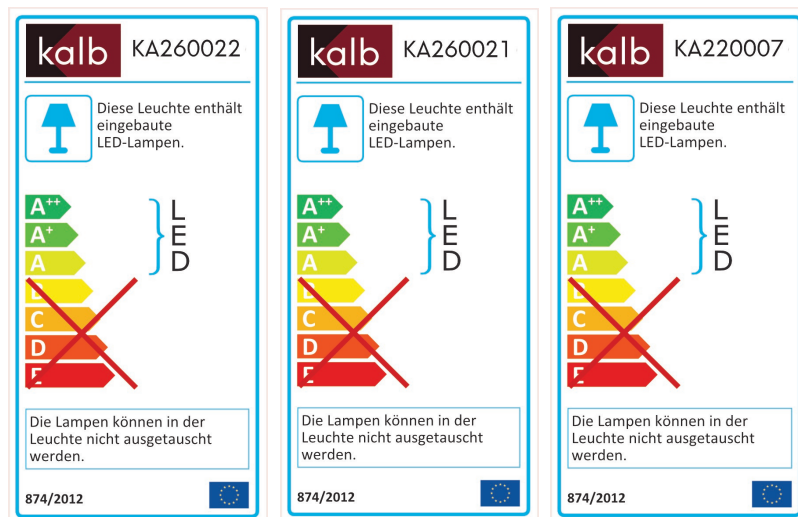 kalb KA260022
Diese Leuchte enthält
eingebaute
LED-Lampen.
A++
A+
A
B
C
D
E
L
E
D
Die Lampen können in der
Leuchte nicht ausgetauscht
werden.
874/2012
kalb KA260021
Diese Leuchte enthält
eingebaute
LED-Lampen.
A++
A+
A
B
C
D
E
L
E
D
Die Lampen können in der
Leuchte nicht ausgetauscht
werden.
874/2012
kalb KA220007
Diese Leuchte enthält
eingebaute
LED-Lampen.
A++
A+
A
B
C
D
E
L
E
D
Die Lampen können in der
Leuchte nicht ausgetauscht
werden.
874/2012